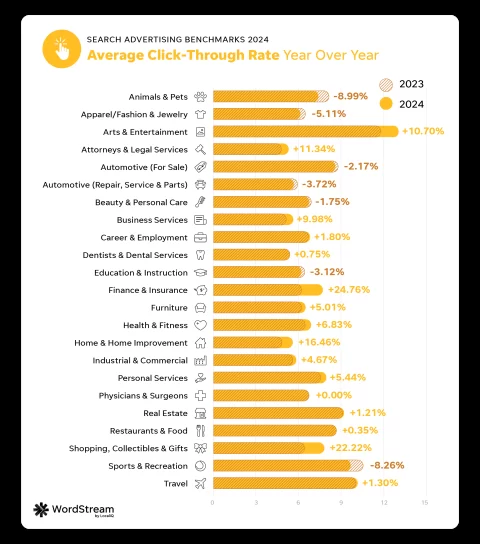 SEARCH ADVERTISING BENCHMARKS 2024
Average Click-Through Rate Year Over Year
2023
2024
Animals & Pets -8.99%
Apparel/Fashion & Jewelry -5.11%
Arts & Entertainment +10.70%
Attorneys & Legal Services +11.34%
Automotive (For Sale) -2.17%
Automotive (Repair, Service & Parts) -3.72%
Beauty & Personal Care -1.75%
Business Services +9.98%
Career & Employment +1.80%
Dentists & Dental Services +0.75%
Education & Instruction -3.12%
Finance & Insurance +24.76%
Furniture +5.01%
Health & Fitness +6.83%
Home & Home Improvement +16.46%
Industrial & Commercial +4.67%
Personal Services +5.44%
Physicians & Surgeons +0.00%
Real Estate +1.21%
Restaurants & Food +0.35%
Shopping, Collectibles & Gifts +22.22%
Sports & Recreation -8.26%
Travel +1.30%
0 3 6 9 12 15
WordStream
by LocaliQ